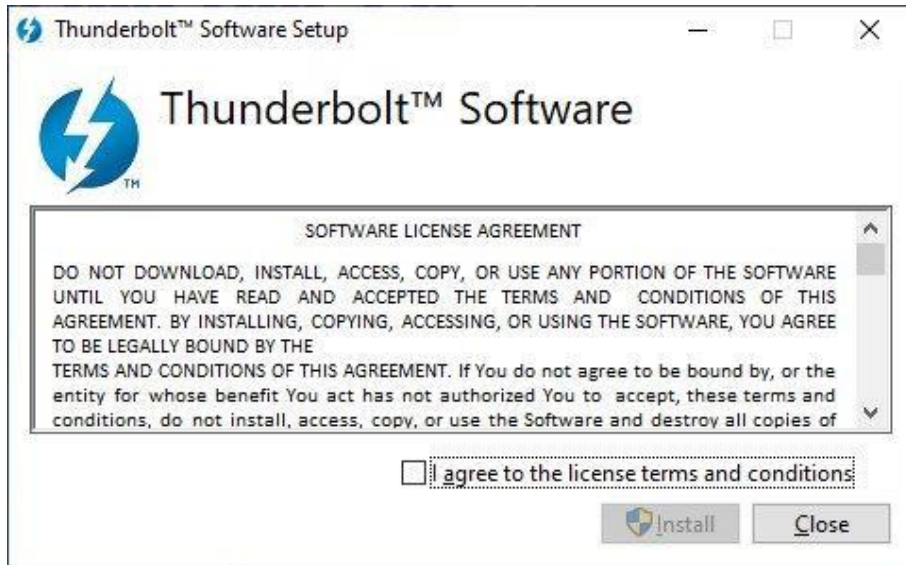 Thunderbolt™ Software Setup
Thunderbolt™ Software
TM
SOFTWARE LICENSE AGREEMENT
DO NOT DOWNLOAD, INSTALL, ACCESS, COPY, OR USE ANY PORTION OF THE SOFTWARE
UNTIL YOU HAVE READ AND ACCEPTED THE TERMS AND CONDITIONS OF THIS
AGREEMENT. BY INSTALLING, COPYING, ACCESSING, OR USING THE SOFTWARE, YOU AGREE
TO BE LEGALLY BOUND BY THE
TERMS AND CONDITIONS OF THIS AGREEMENT. If You do not agree to be bound by, or the
entity for whose benefit You act has not authorized You to accept, these terms and
conditions, do not install, access, copy, or use the Software and destroy all copies of
I agree to the license terms and conditions
Install
Close